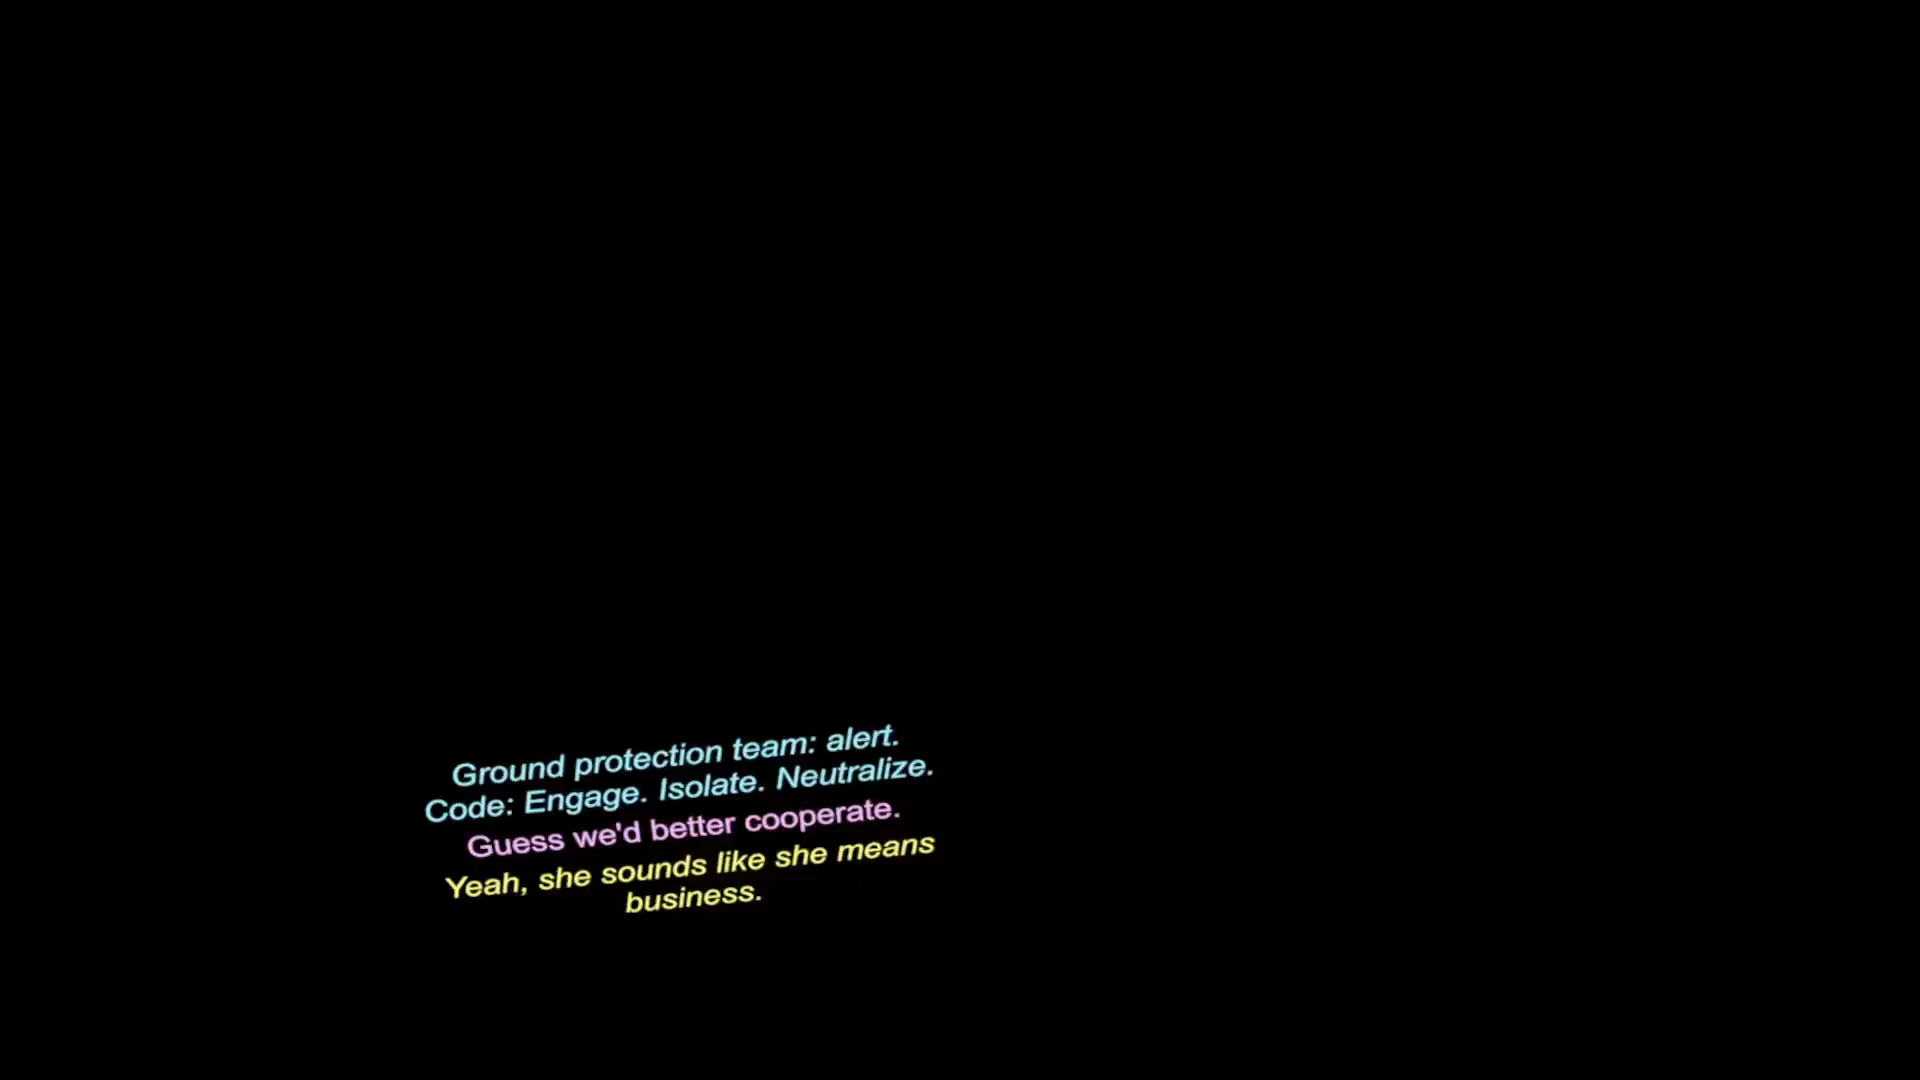 Ground protection team: alert.
Code: Engage. Isolate. Neutralize.
Guess we'd better cooperate.
Yeah, she sounds like she means
business.